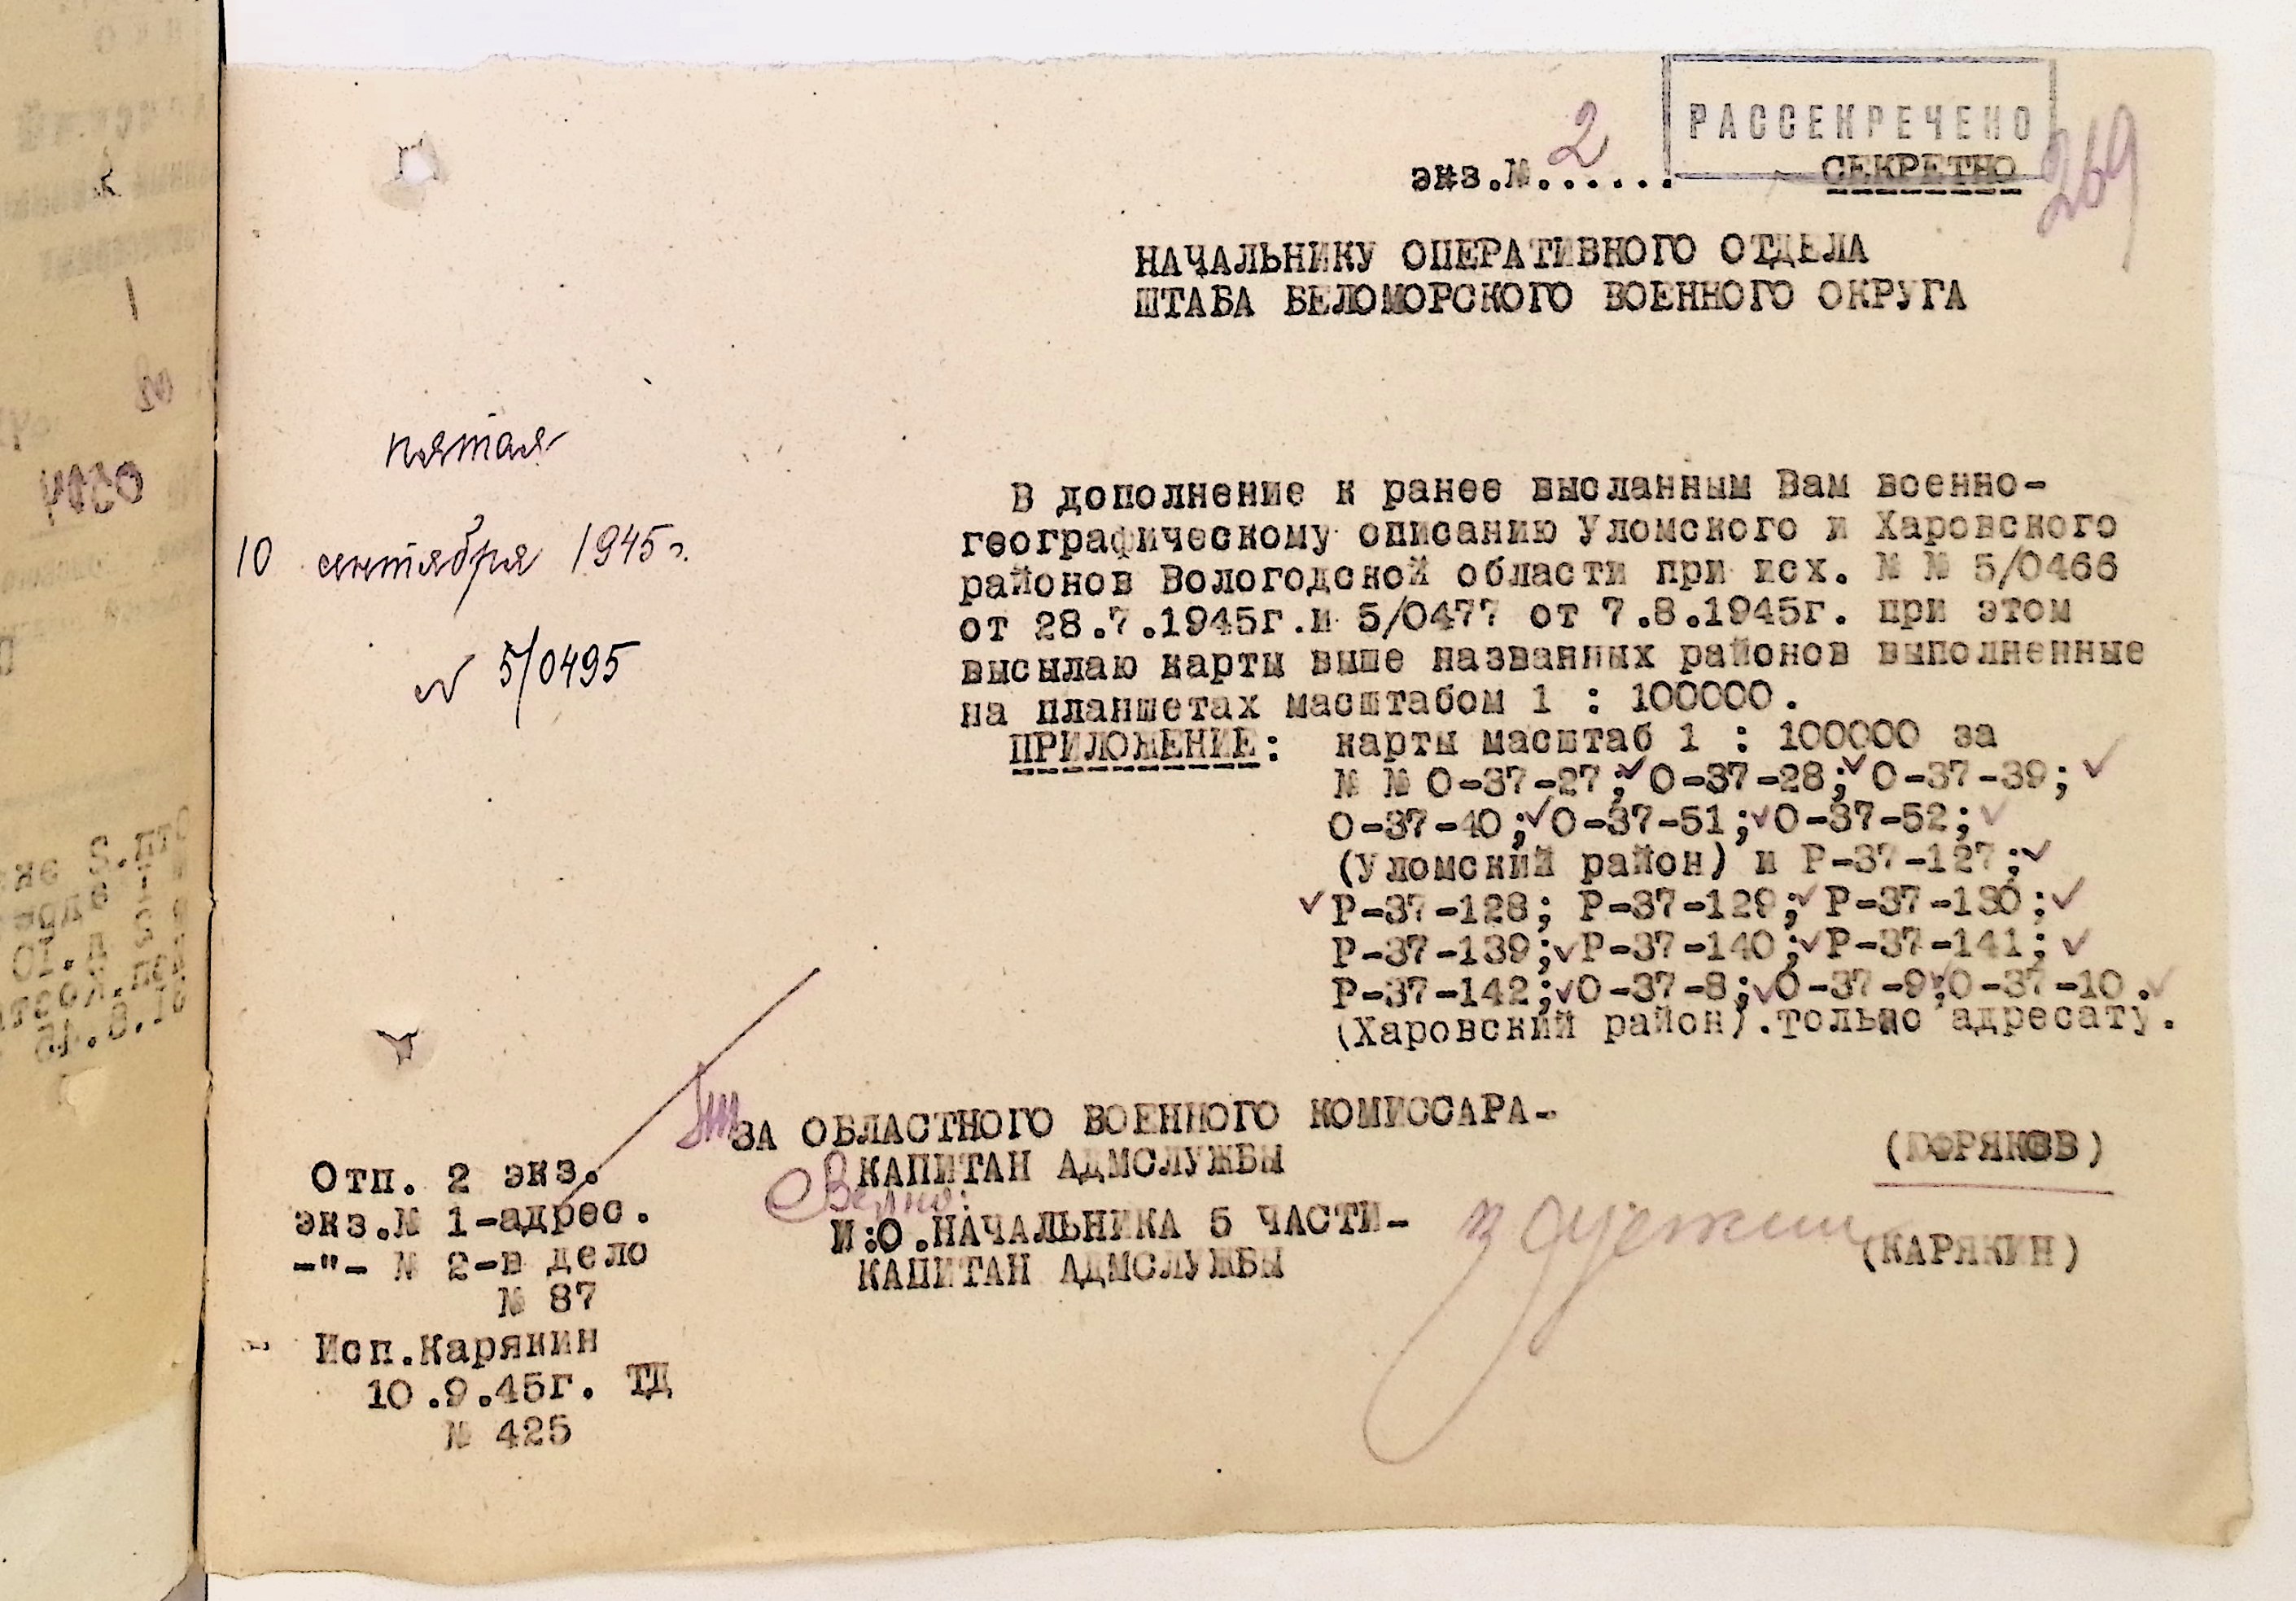 РАССЕКРЕЧЕНО
экз.№ 2......
СЕКРЕТНО
269
НАЧАЛЬНИКУ ОПЕРАТИВНОГО ОТДЕЛА
ШТАБА БЕЛОМОРСКОГО ВОЕННОГО ОКРУГА
пятая
10 сентября 1945г.
№ 5/0495
В дополнение к ранее высланным Вам военно-
географическому описанию Уломского и Харовского
районов Вологодской области при исх. № № 5/0466
от 28.7.1945г.и 5/0477 от 7.8.1945г. при этом
высылаю карты выше названных районов выполненные
на планшетах масштабом 1 : 100000.
ПРИЛОЖЕНИЕ: карты масштаб 1 : 100000 за
№ № О-37-27; О-37-28; О-37-39;
О-37-40; О-37-51; О-37-52;
(Уломский район) и Р-37-127;
Р-37-128; Р-37-129; Р-37-130;
Р-37-139; Р-37-140; Р-37-141;
Р-37-142; О-37-8; О-37-9; О-37-10.
(Харовский район).только адресату.
ЗА ОБЛАСТНОГО ВОЕННОГО КОМИССАРА-
КАПИТАН АДМСЛУЖБЫ
Верно:
И.О.НАЧАЛЬНИКА 5 ЧАСТИ-
КАПИТАН АДМСЛУЖБЫ
(КАРЯКИН)
Отп. 2 экз.
экз.№ 1-адрес.
-"- № 2-в дело
№ 87
Исп.Карякин
10.9.45г. ТД
№ 425